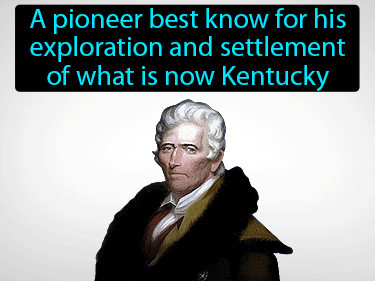 A pioneer best know for his
exploration and settlement
of what is now Kentucky